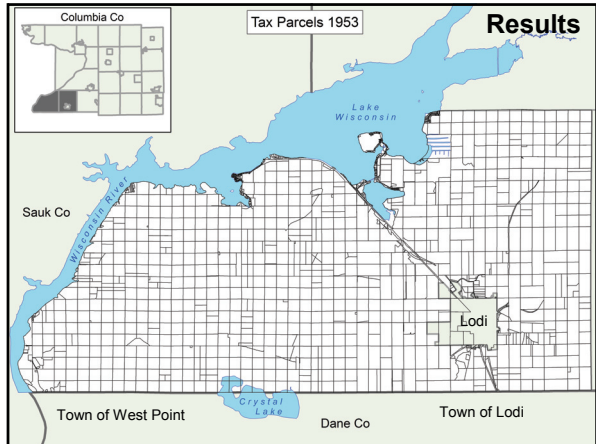 Columbia Co
Tax Parcels 1953
Results
Lake
Wisconsin
Wisconsin River
Sauk Co
Lodi
Town of West Point
Crystal
Lake
Dane Co
Town of Lodi